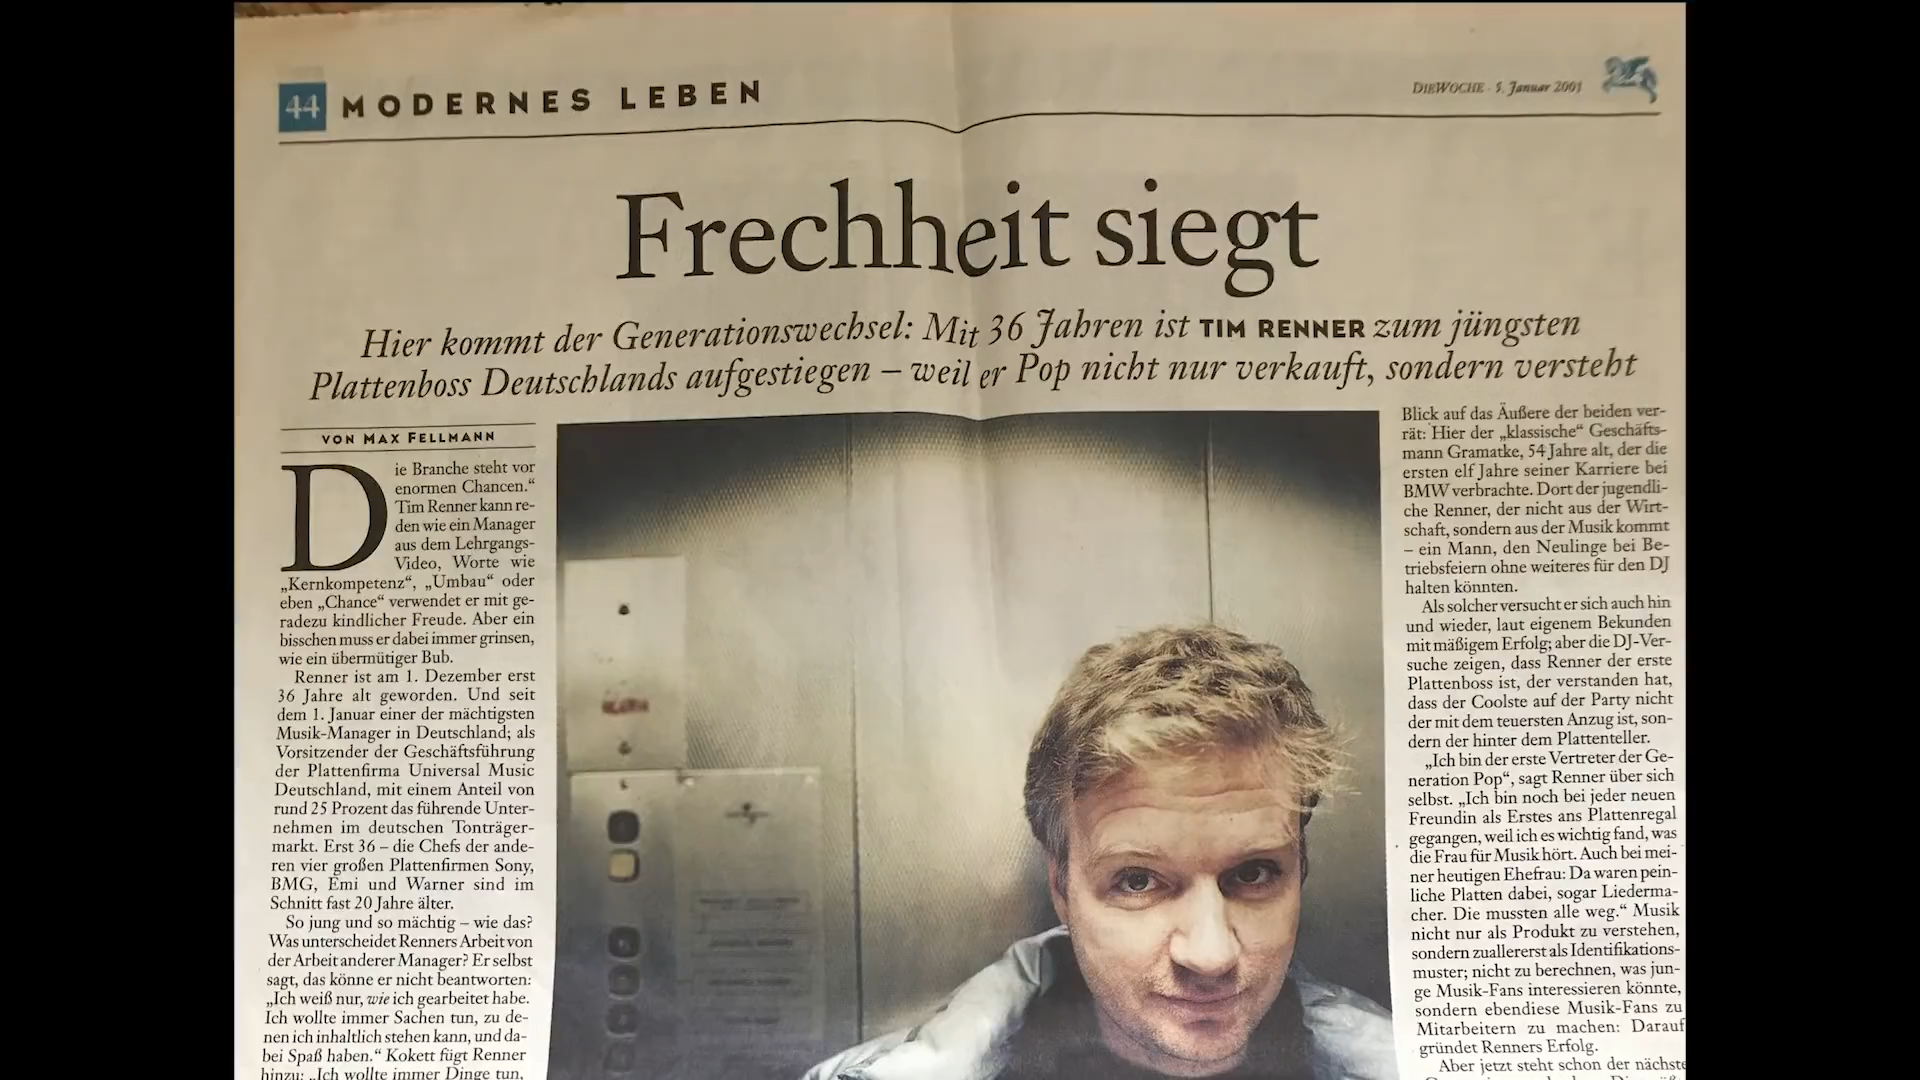 44 MODERNES LEBEN
DIEWOCHE · 5. Januar 2001
Frechheit siegt
Hier kommt der Generationswechsel: Mit 36 Jahren ist TIM RENNER zum jüngsten
Plattenboss Deutschlands aufgestiegen – weil er Pop nicht nur verkauft, sondern versteht
VON MAX FELLMANN
Die Branche steht vor
enormen Chancen.“
Tim Renner kann re-
den wie ein Manager
aus dem Lehrgangs-
Video, Worte wie
„Kernkompetenz“, „Umbau“ oder
eben „Chance“ verwendet er mit ge-
radezu kindlicher Freude. Aber ein
bisschen muss er dabei immer grinsen,
wie ein übermütiger Bub.
Renner ist am 1. Dezember erst
36 Jahre alt geworden. Und seit
dem 1. Januar einer der mächtigsten
Musik-Manager in Deutschland; als
Vorsitzender der Geschäftsführung
der Plattenfirma Universal Music
Deutschland, mit einem Anteil von
rund 25 Prozent das führende Unter-
nehmen im deutschen Tonträger-
markt. Erst 36 – die Chefs der ande-
ren vier großen Plattenfirmen Sony,
BMG, Emi und Warner sind im
Schnitt fast 20 Jahre älter.
So jung und so mächtig – wie das?
Was unterscheidet Renners Arbeit von
der Arbeit anderer Manager? Er selbst
sagt, das könne er nicht beantworten:
„Ich weiß nur, wie ich gearbeitet habe.
Ich wollte immer Sachen tun, zu de-
nen ich inhaltlich stehen kann, und da-
bei Spaß haben.“ Kokett fügt Renner
hinzu: „Ich wollte immer Dinge tun,
Blick auf das Äußere der beiden ver-
rät: Hier der „klassische“ Geschäfts-
mann Gramatke, 54 Jahre alt, der die
ersten elf Jahre seiner Karriere bei
BMW verbrachte. Dort der jugendli-
che Renner, der nicht aus der Wirt-
schaft, sondern aus der Musik kommt
– ein Mann, den Neulinge bei Be-
triebsfeiern ohne weiteres für den DJ
halten könnten.
Als solcher versucht er sich auch hin
und wieder, laut eigenem Bekunden
mit mäßigem Erfolg; aber die DJ-Ver-
suche zeigen, dass Renner der erste
Plattenboss ist, der verstanden hat,
dass der Coolste auf der Party nicht
der mit dem teuersten Anzug ist, son-
dern der hinter dem Plattenteller.
„Ich bin der erste Vertreter der Ge-
neration Pop“, sagt Renner über sich
selbst. „Ich bin noch bei jeder neuen
Freundin als Erstes ans Plattenregal
gegangen, weil ich es wichtig fand, was
die Frau für Musik hört. Auch bei mei-
ner heutigen Ehefrau: Da waren pein-
liche Platten dabei, sogar Liederma-
cher. Die mussten alle weg.“ Musik
nicht nur als Produkt zu verstehen,
sondern zuallererst als Identifikations-
muster; nicht zu berechnen, was jun-
ge Musik-Fans interessieren könnte,
sondern ebendiese Musik-Fans zu
Mitarbeitern zu machen: Darauf
gründet Renners Erfolg.
Aber jetzt steht schon der nächste